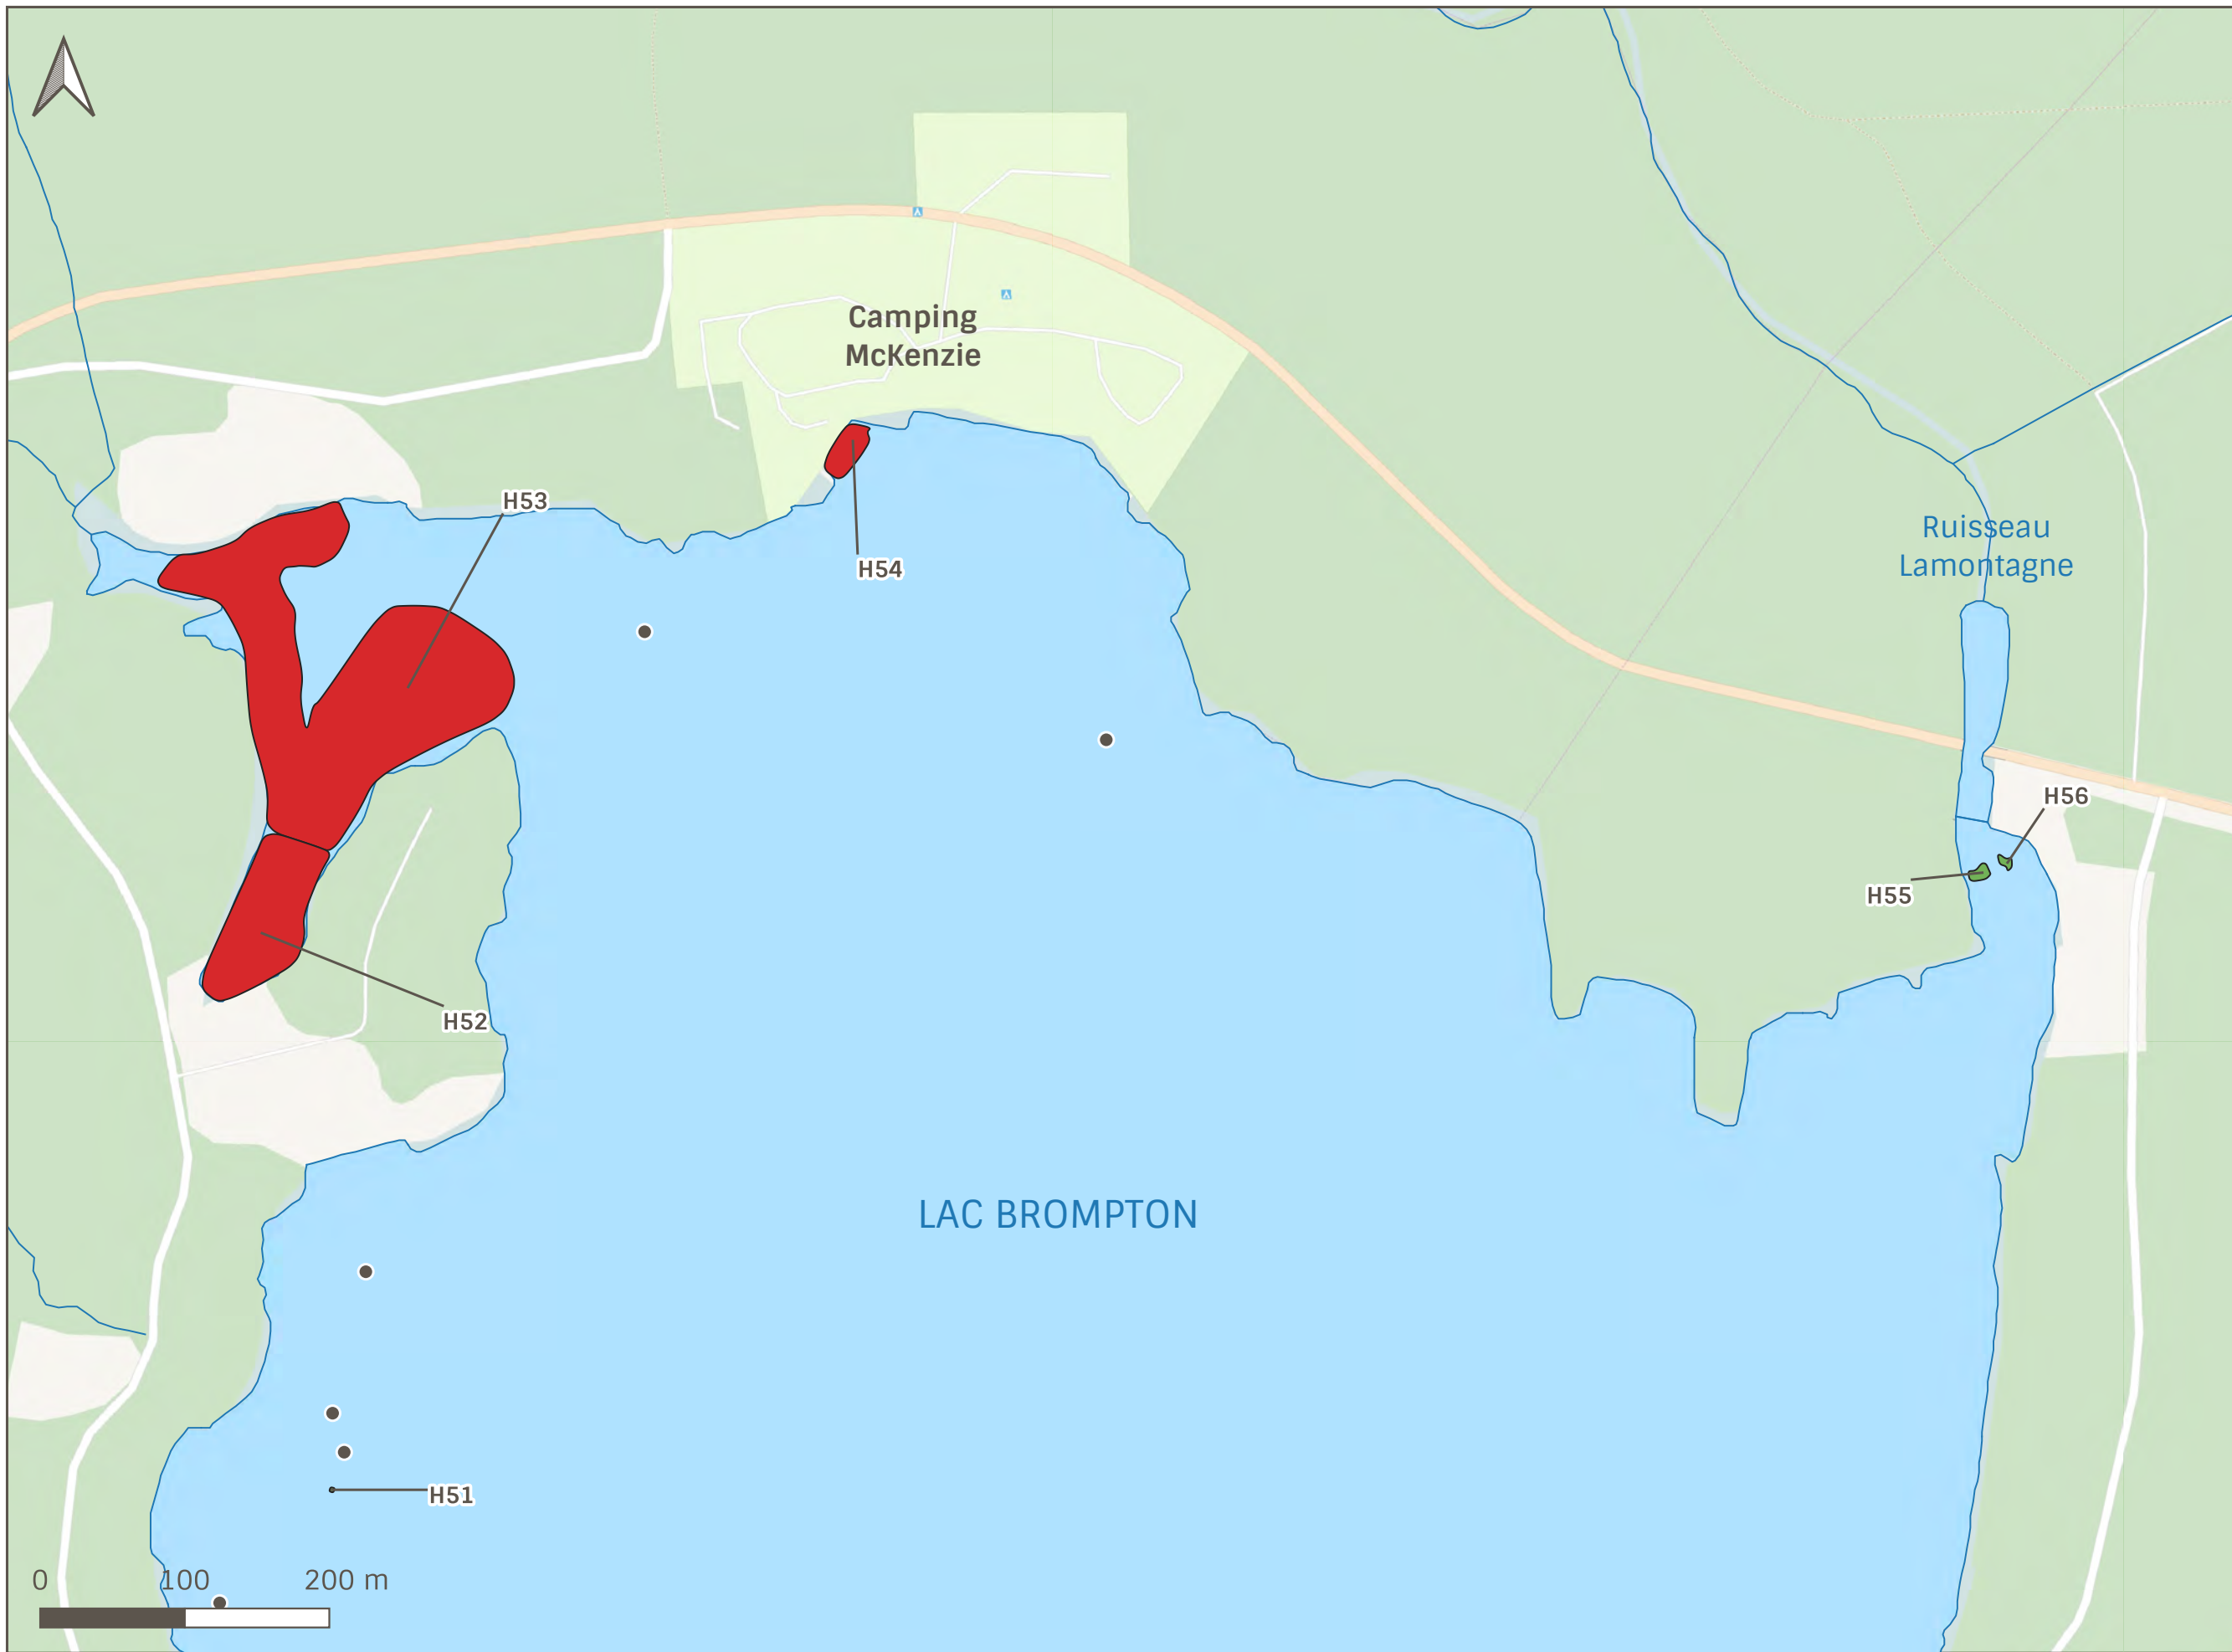 Camping
McKenzie
H53
H54
Ruisseau
Lamontagne
H56
H55
H52
LAC BROMPTON
H51
0 100 200 m